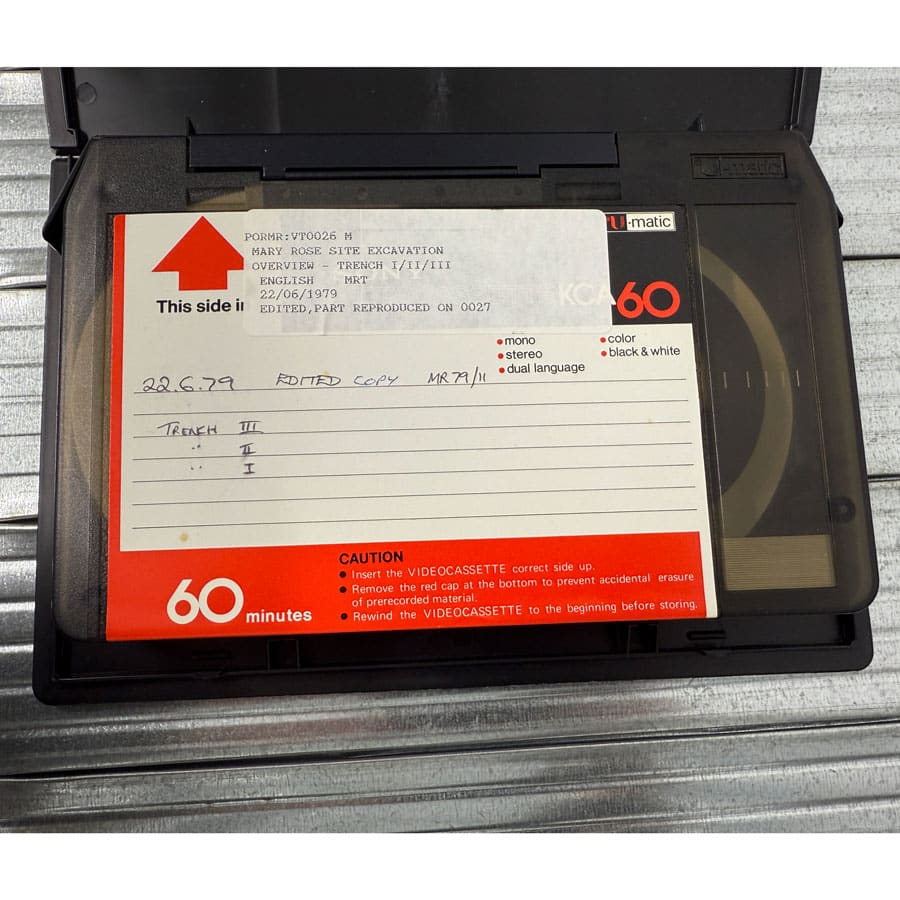 U-matic
PORMR:VT0026 M
MARY ROSE SITE EXCAVATION
OVERVIEW - TRENCH I/II/III
ENGLISH MRT
22/06/1979
EDITED,PART REPRODUCED ON 0027
U-matic
SONY
KCA60
This side in
mono
stereo
dual language
color
black & white
22.6.79 EDITED COPY MR79/11
TRENCH III
" II
" I
60 minutes
CAUTION
Insert the VIDEOCASSETTE correct side up.
Remove the red cap at the bottom to prevent accidental erasure
of prerecorded material.
Rewind the VIDEOCASSETTE to the beginning before storing.